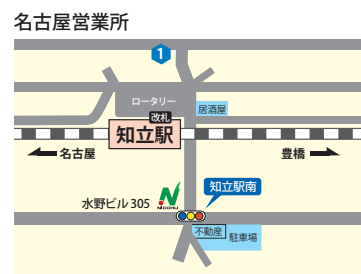 名古屋営業所
1
ロータリー
居酒屋
改札
知立駅
名古屋
豊橋
知立駅南
水野ビル305
NICCHU
不動産
駐車場